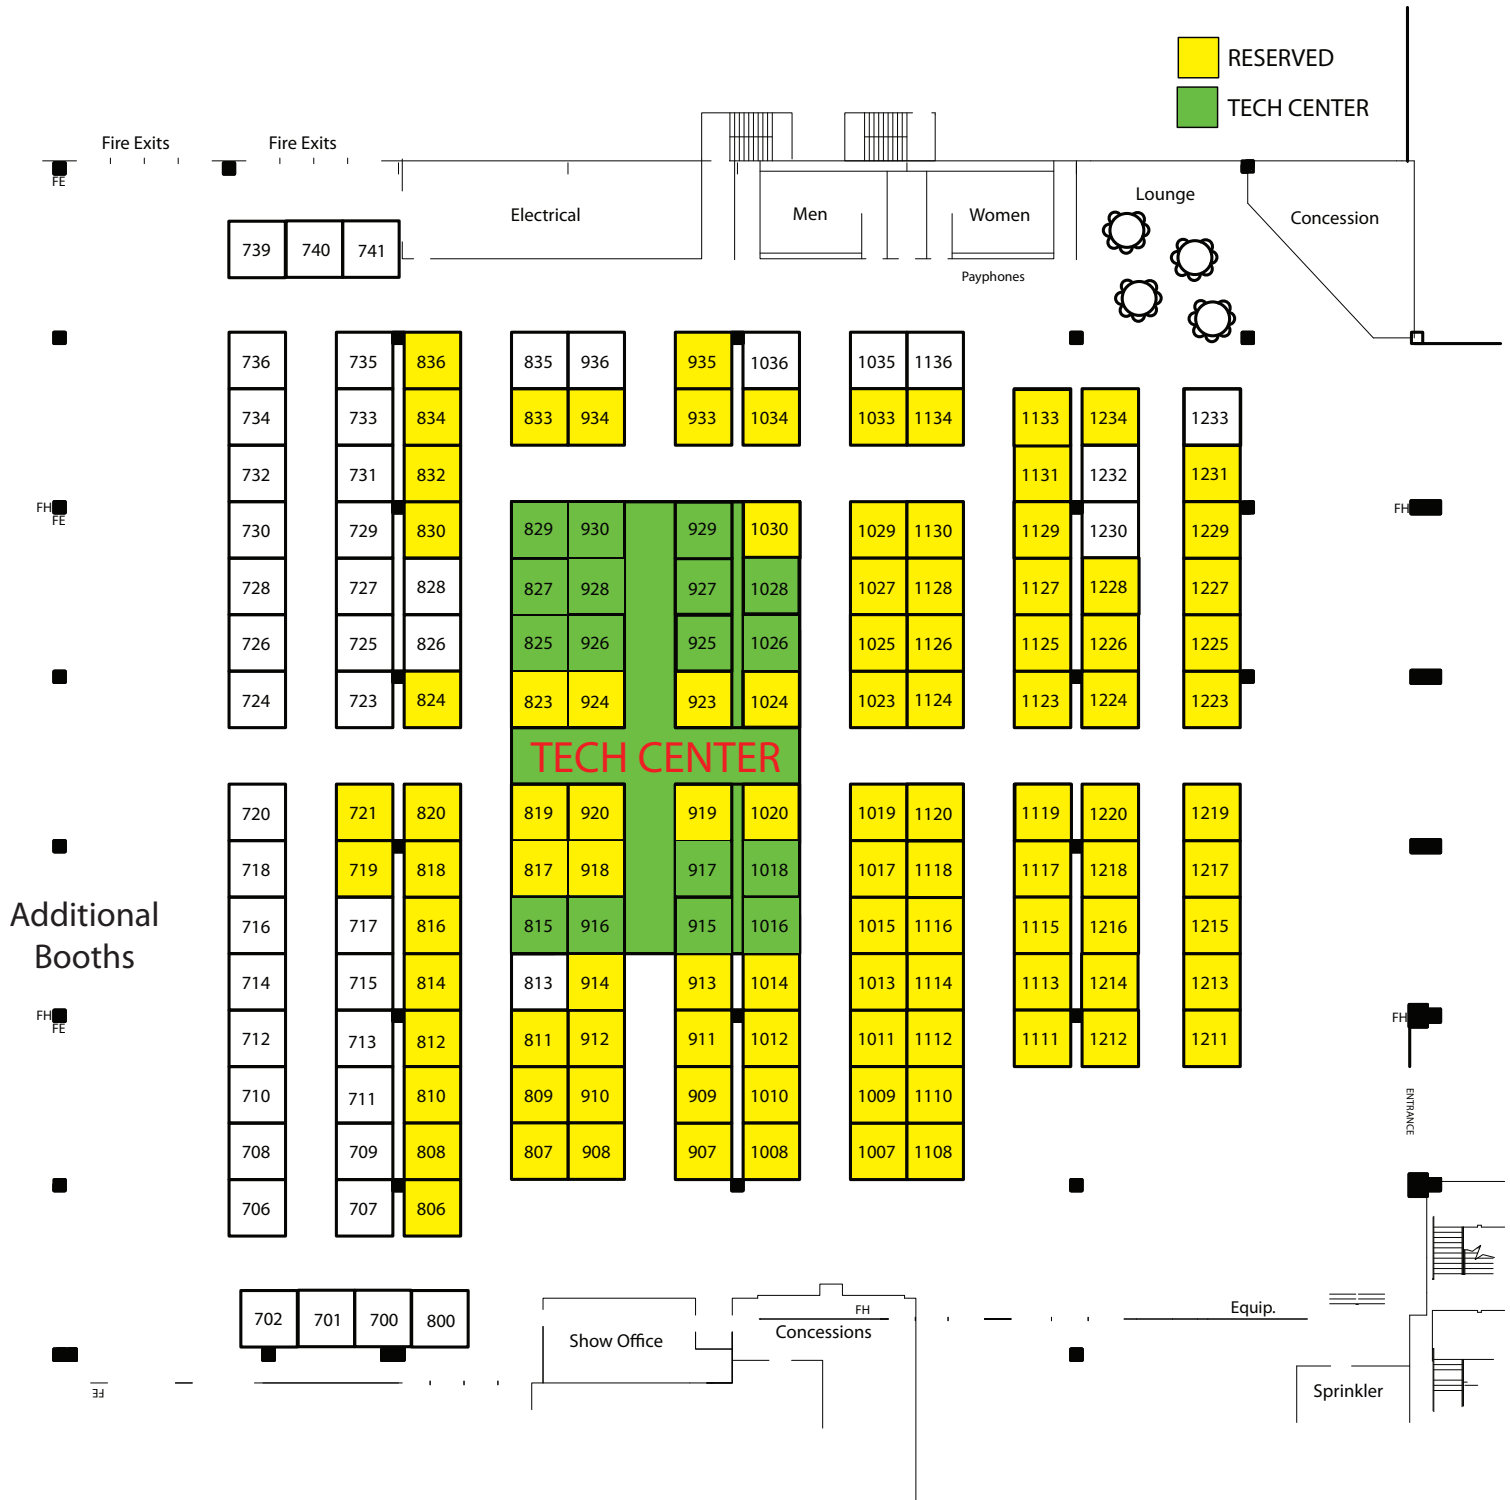 RESERVED
TECH CENTER
Fire Exits Fire Exits
FE
Electrical Men Women Lounge Concession
739 740 741
Payphones
736 735 836 835 936 935 1036 1035 1136
734 733 834 833 934 933 1034 1033 1134 1133 1234 1233
732 731 832 1131 1232 1231
FH FH
FE
730 729 830 829 930 929 1030 1029 1130 1129 1230 1229
728 727 828 827 928 927 1028 1027 1128 1127 1228 1227
726 725 826 825 926 925 1026 1025 1126 1125 1226 1225
724 723 824 823 924 923 1024 1023 1124 1123 1224 1223
TECH CENTER
720 721 820 819 920 919 1020 1019 1120 1119 1220 1219
718 719 818 817 918 917 1018 1017 1118 1117 1218 1217
Additional
Booths
716 717 816 815 916 915 1016 1015 1116 1115 1216 1215
714 715 814 813 914 913 1014 1013 1114 1113 1214 1213
FH FH
FE
712 713 812 811 912 911 1012 1011 1112 1111 1212 1211
710 711 810 809 910 909 1010 1009 1110
ENTRANCE
708 709 808 807 908 907 1008 1007 1108
706 707 806
702 701 700 800
Show Office
FH
Concessions
Equip.
FE
Sprinkler